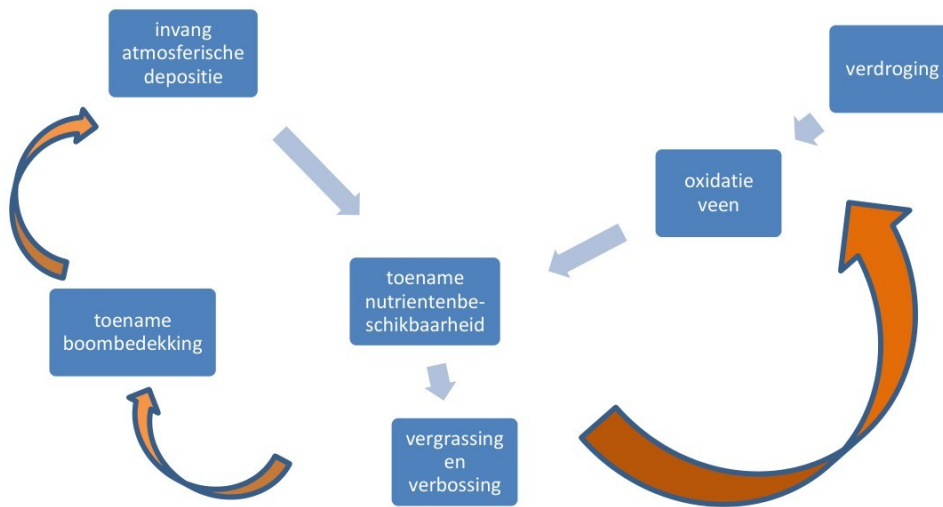 invang
atmosferische
depositie
verdroging
oxidatie
veen
toename
nutrientenbe-
schikbaarheid
toename
boombedekking
vergrassing
en
verbossing